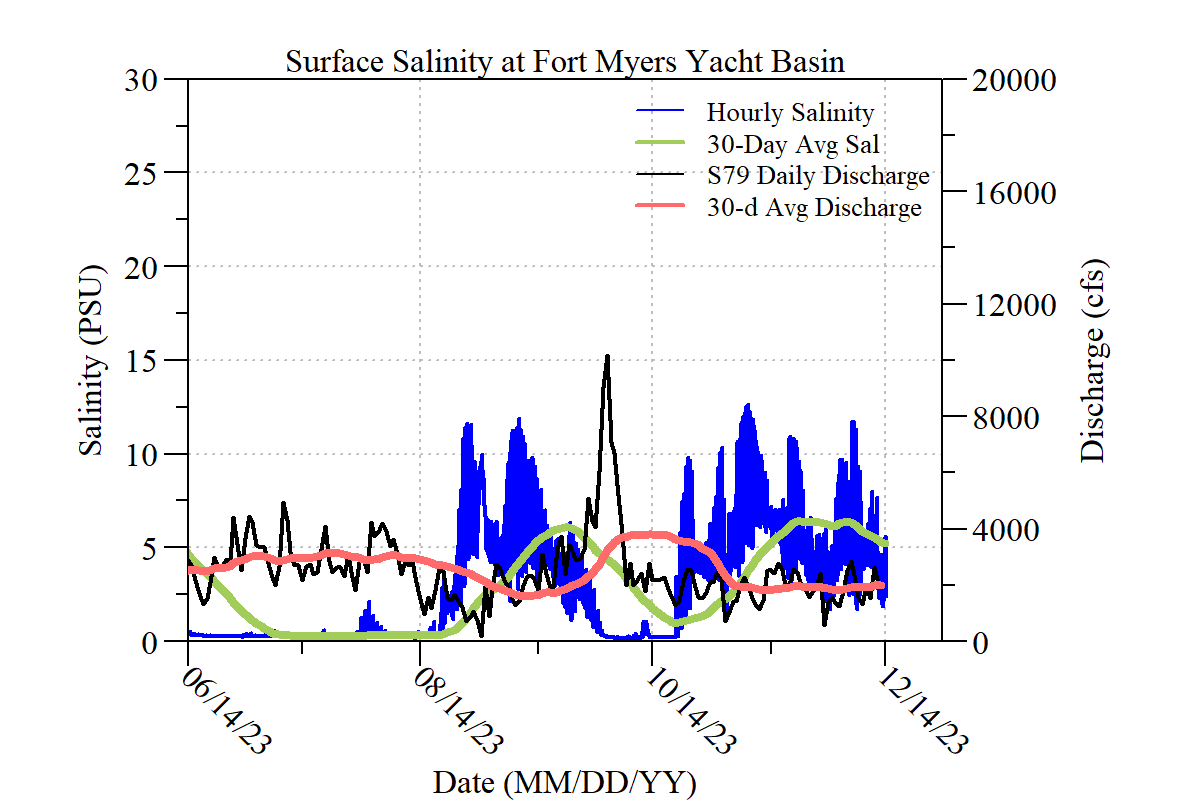 Surface Salinity at Fort Myers Yacht Basin
30
25
20
15
10
5
0
Salinity (PSU)
Hourly Salinity
30-Day Avg Sal
S79 Daily Discharge
30-d Avg Discharge
20000
16000
12000
8000
4000
0
Discharge (cfs)
06/14/23
08/14/23
10/14/23
12/14/23
Date (MM/DD/YY)